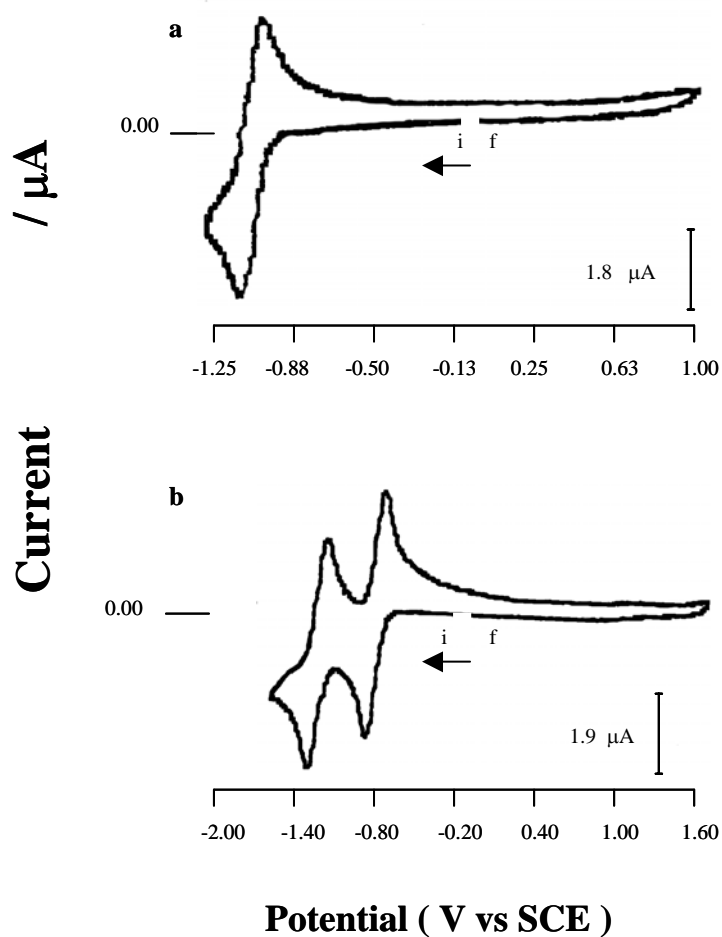 a
0.00
i f
1.8 μA
-1.25 -0.88 -0.50 -0.13 0.25 0.63 1.00
Current / μA
b
0.00
i f
1.9 μA
-2.00 -1.40 -0.80 -0.20 0.40 1.00 1.60
Potential ( V vs SCE )